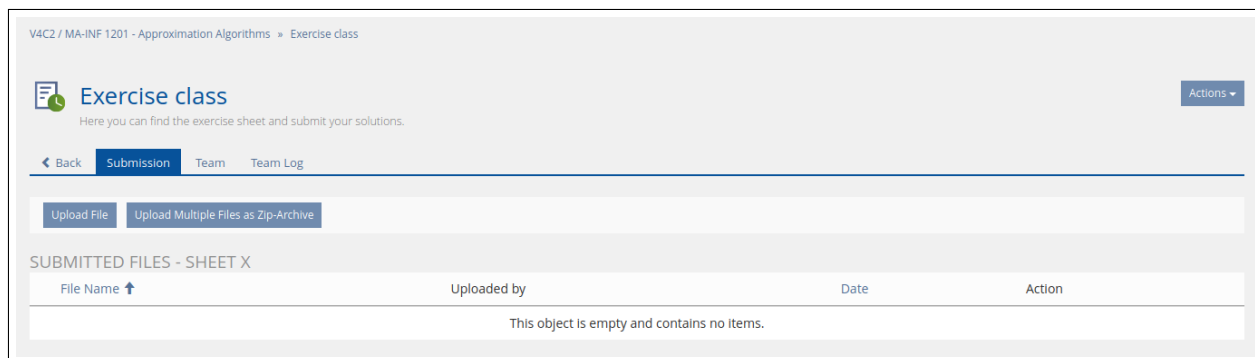 V4C2 / MA-INF 1201 - Approximation Algorithms » Exercise class
Exercise class
Actions
Here you can find the exercise sheet and submit your solutions.
Back Submission Team Team Log
Upload File Upload Multiple Files as Zip-Archive
SUBMITTED FILES - SHEET X
File Name Uploaded by Date Action
This object is empty and contains no items.